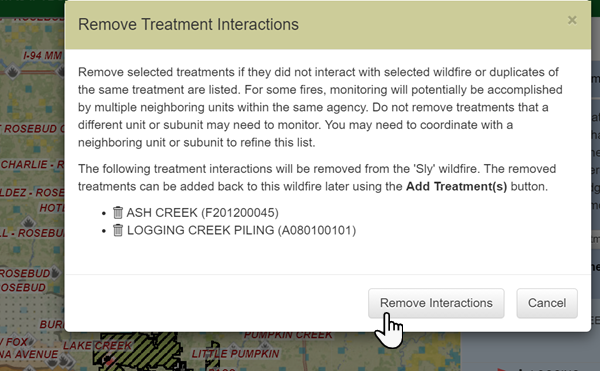 ROSEBUD
Remove Treatment Interactions
×
I-94 MM
Remove selected treatments if they did not interact with selected wildfire or duplicates of
the same treatment are listed. For some fires, monitoring will potentially be accomplished
by multiple neighboring units within the same agency. Do not remove treatments that a
different unit or subunit may need to monitor. You may need to coordinate with a
neighboring unit or subunit to refine this list.
T ROSEBUD C
CHARLIE - R
LDEZ - ROSE
HOT
LL - ROSEBU
The following treatment interactions will be removed from the 'Sly' wildfire. The removed
treatments can be added back to this wildfire later using the Add Treatment(s) button.
• ASH CREEK (F201200045)
• LOGGING CREEK PILING (A080100101)
ROSEBUD
OSEBUD
Remove Interactions
Cancel
BUR
FOX
NA AVENUE
LAKE CREEK
PUMPKIN CREEK
LITTLE PUMPKIN